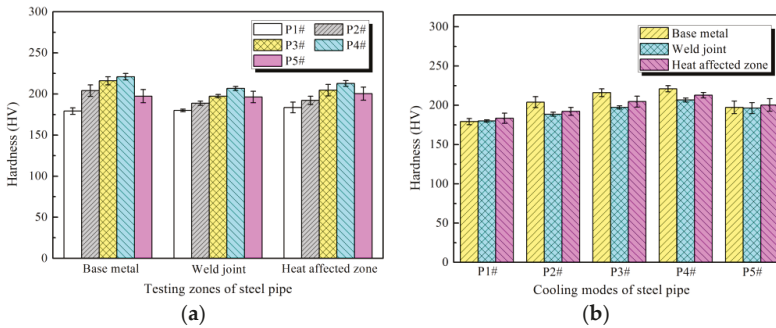 300
250
200
150
100
50
0
Hardness (HV)
P1# P2#
P3# P4#
P5#
Base metal Weld joint Heat affected zone
Testing zones of steel pipe
(a)
300
250
200
150
100
50
0
Hardness (HV)
Base metal
Weld joint
Heat affected zone
P1# P2# P3# P4# P5#
Cooling modes of steel pipe
(b)